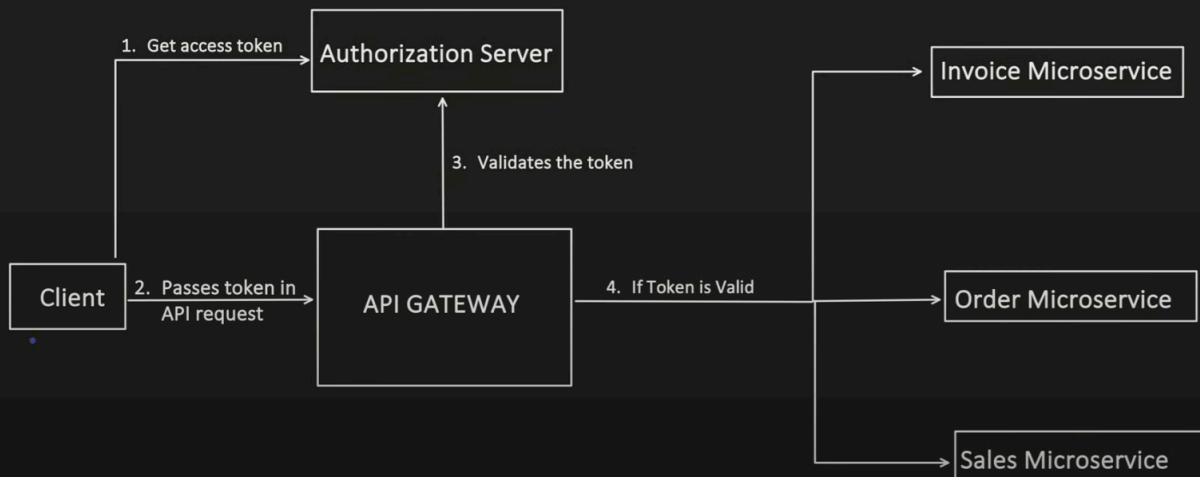 1. Get access token
Authorization Server
Invoice Microservice
3. Validates the token
Client
2. Passes token in
API request
API GATEWAY
4. If Token is Valid
Order Microservice
Sales Microservice